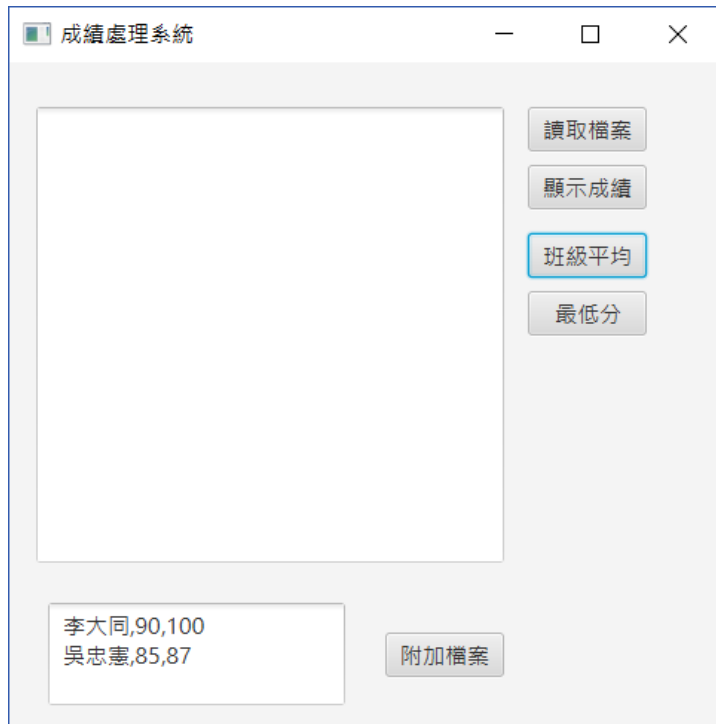 成績處理系統
讀取檔案
顯示成績
班級平均
最低分
李大同,90,100
吳忠憲,85,87
附加檔案